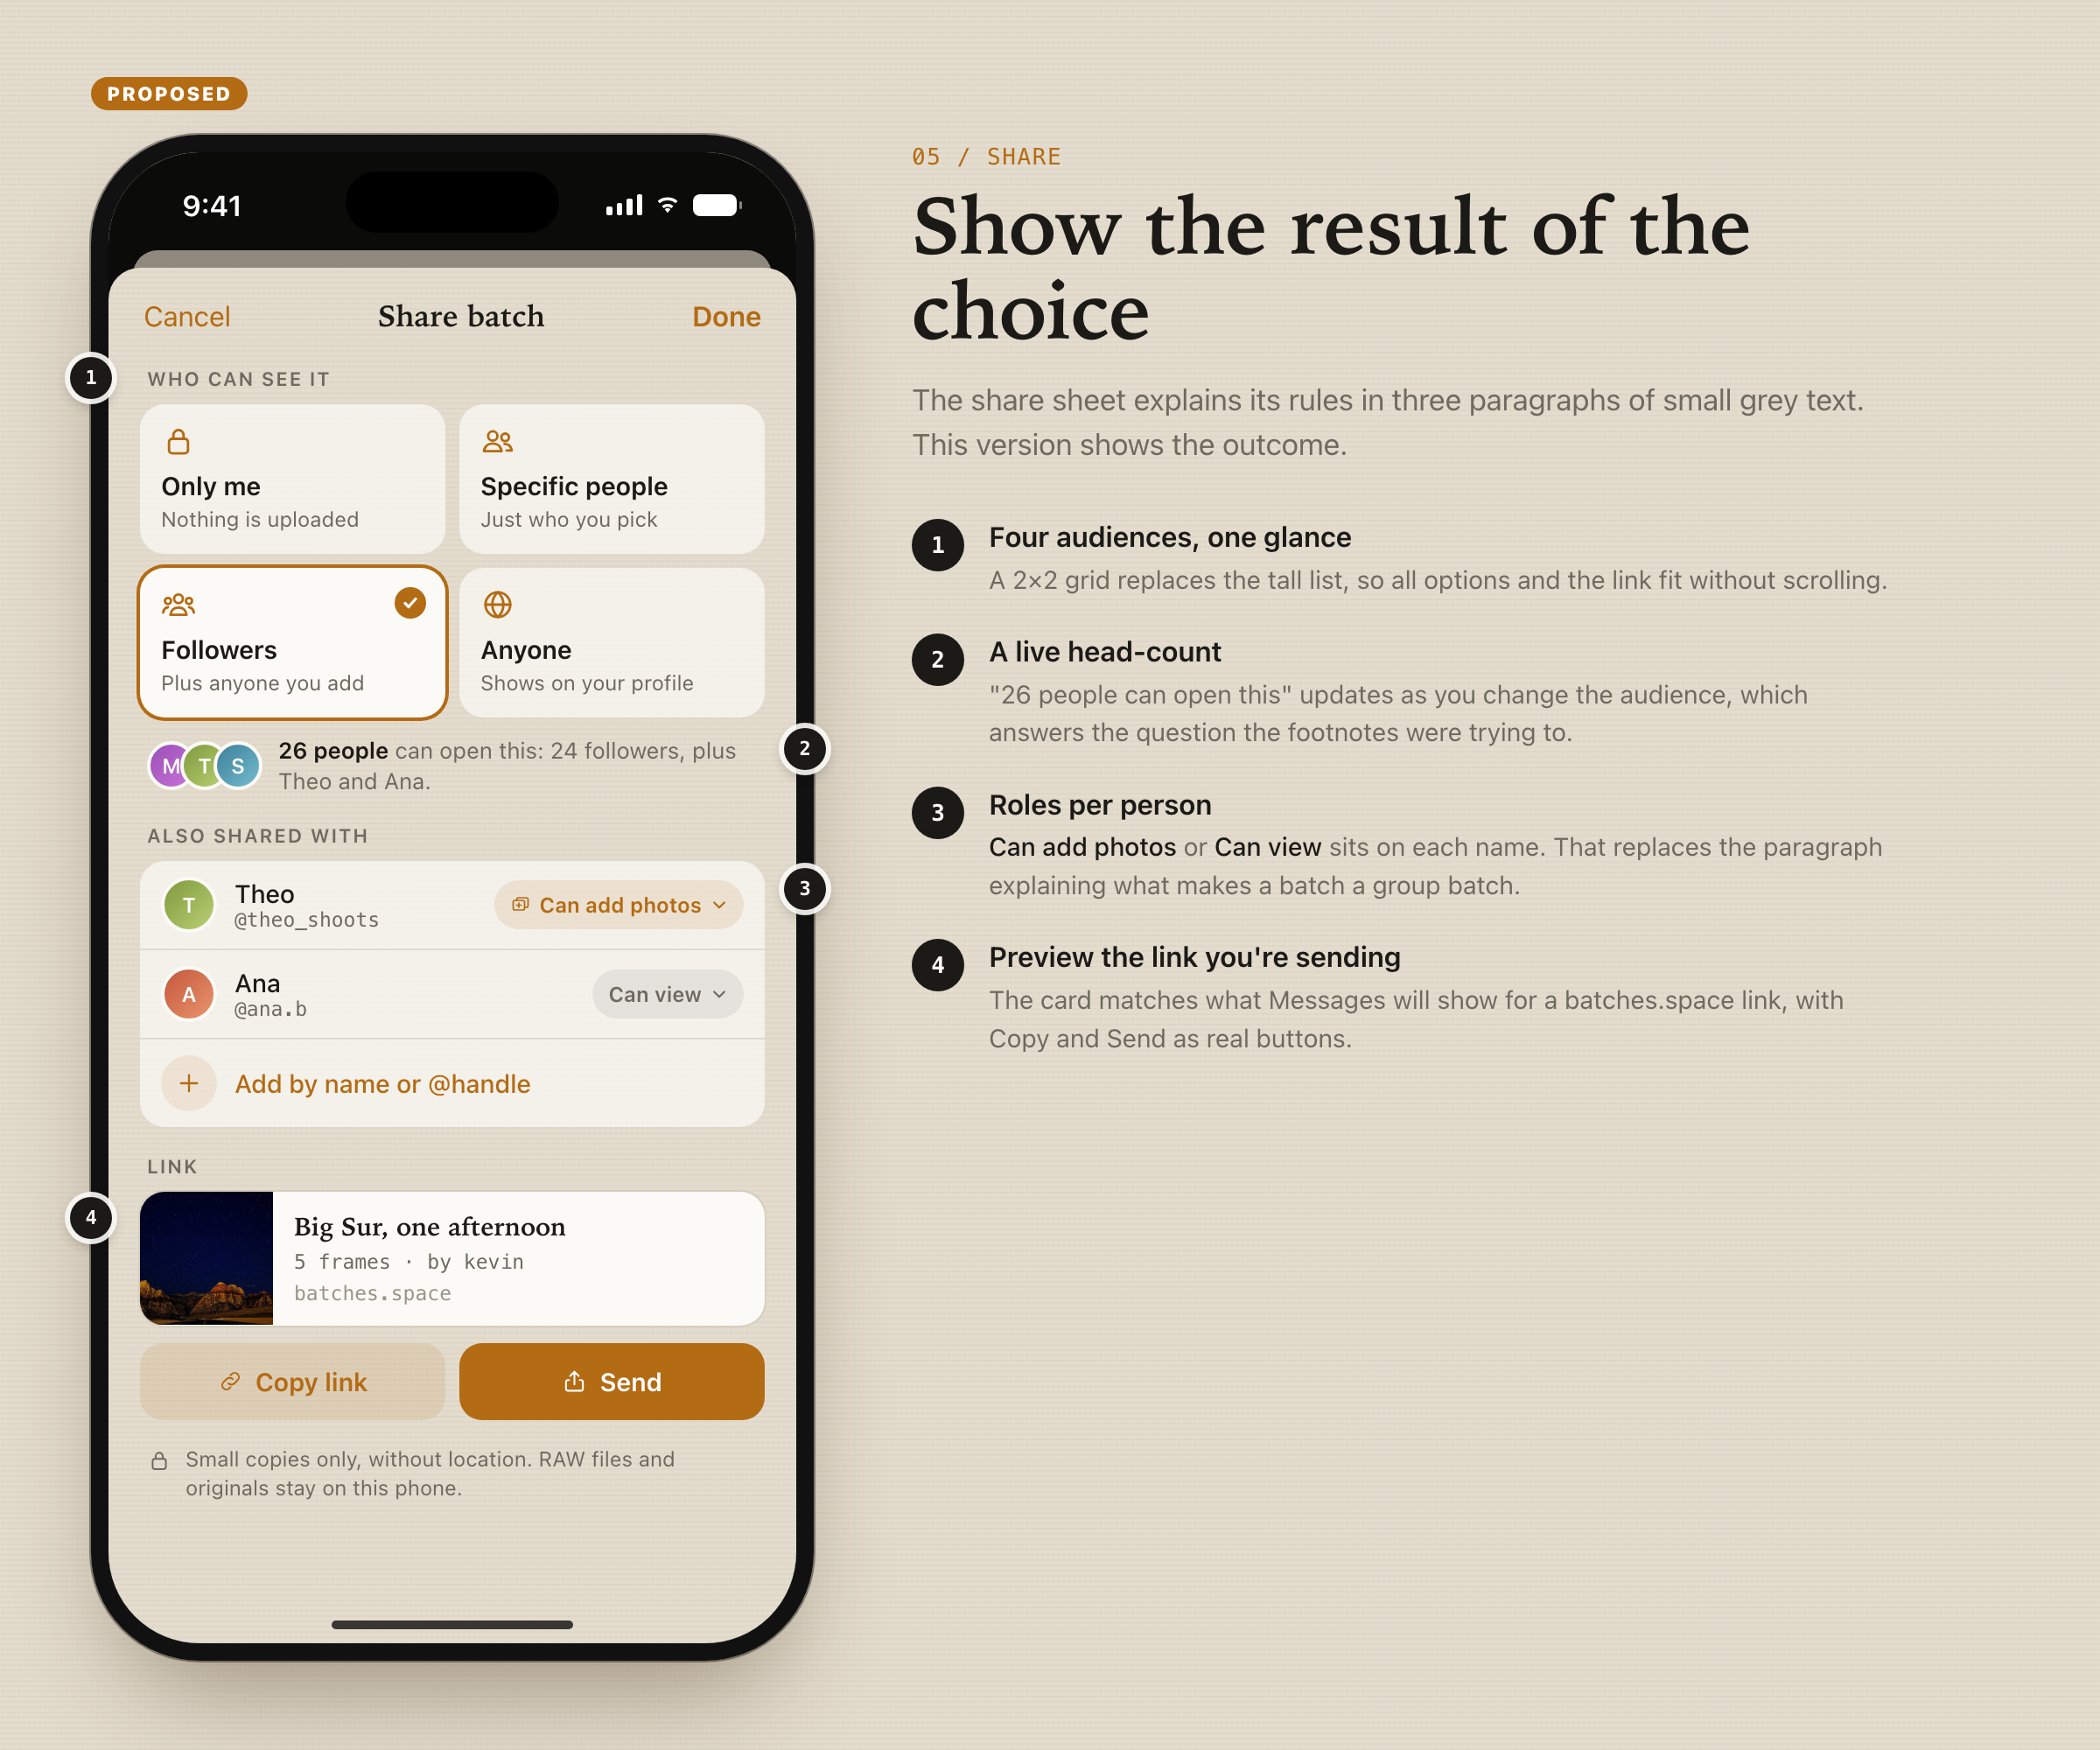 PROPOSED
9:41
Cancel
Share batch
Done
1
WHO CAN SEE IT
Only me
Nothing is uploaded
Specific people
Just who you pick
Followers
Plus anyone you add
Anyone
Shows on your profile
2
M T S
26 people can open this: 24 followers, plus
Theo and Ana.
ALSO SHARED WITH
3
T
Theo
@theo_shoots
Can add photos
A
Ana
@ana.b
Can view
Add by name or @handle
LINK
4
Big Sur, one afternoon
5 frames · by kevin
batches.space
Copy link
Send
Small copies only, without location. RAW files and
originals stay on this phone.
05 / SHARE
Show the result of the
choice
The share sheet explains its rules in three paragraphs of small grey text.
This version shows the outcome.
1
Four audiences, one glance
A 2×2 grid replaces the tall list, so all options and the link fit without scrolling.
2
A live head-count
"26 people can open this" updates as you change the audience, which
answers the question the footnotes were trying to.
3
Roles per person
Can add photos or Can view sits on each name. That replaces the paragraph
explaining what makes a batch a group batch.
4
Preview the link you're sending
The card matches what Messages will show for a batches.space link, with
Copy and Send as real buttons.